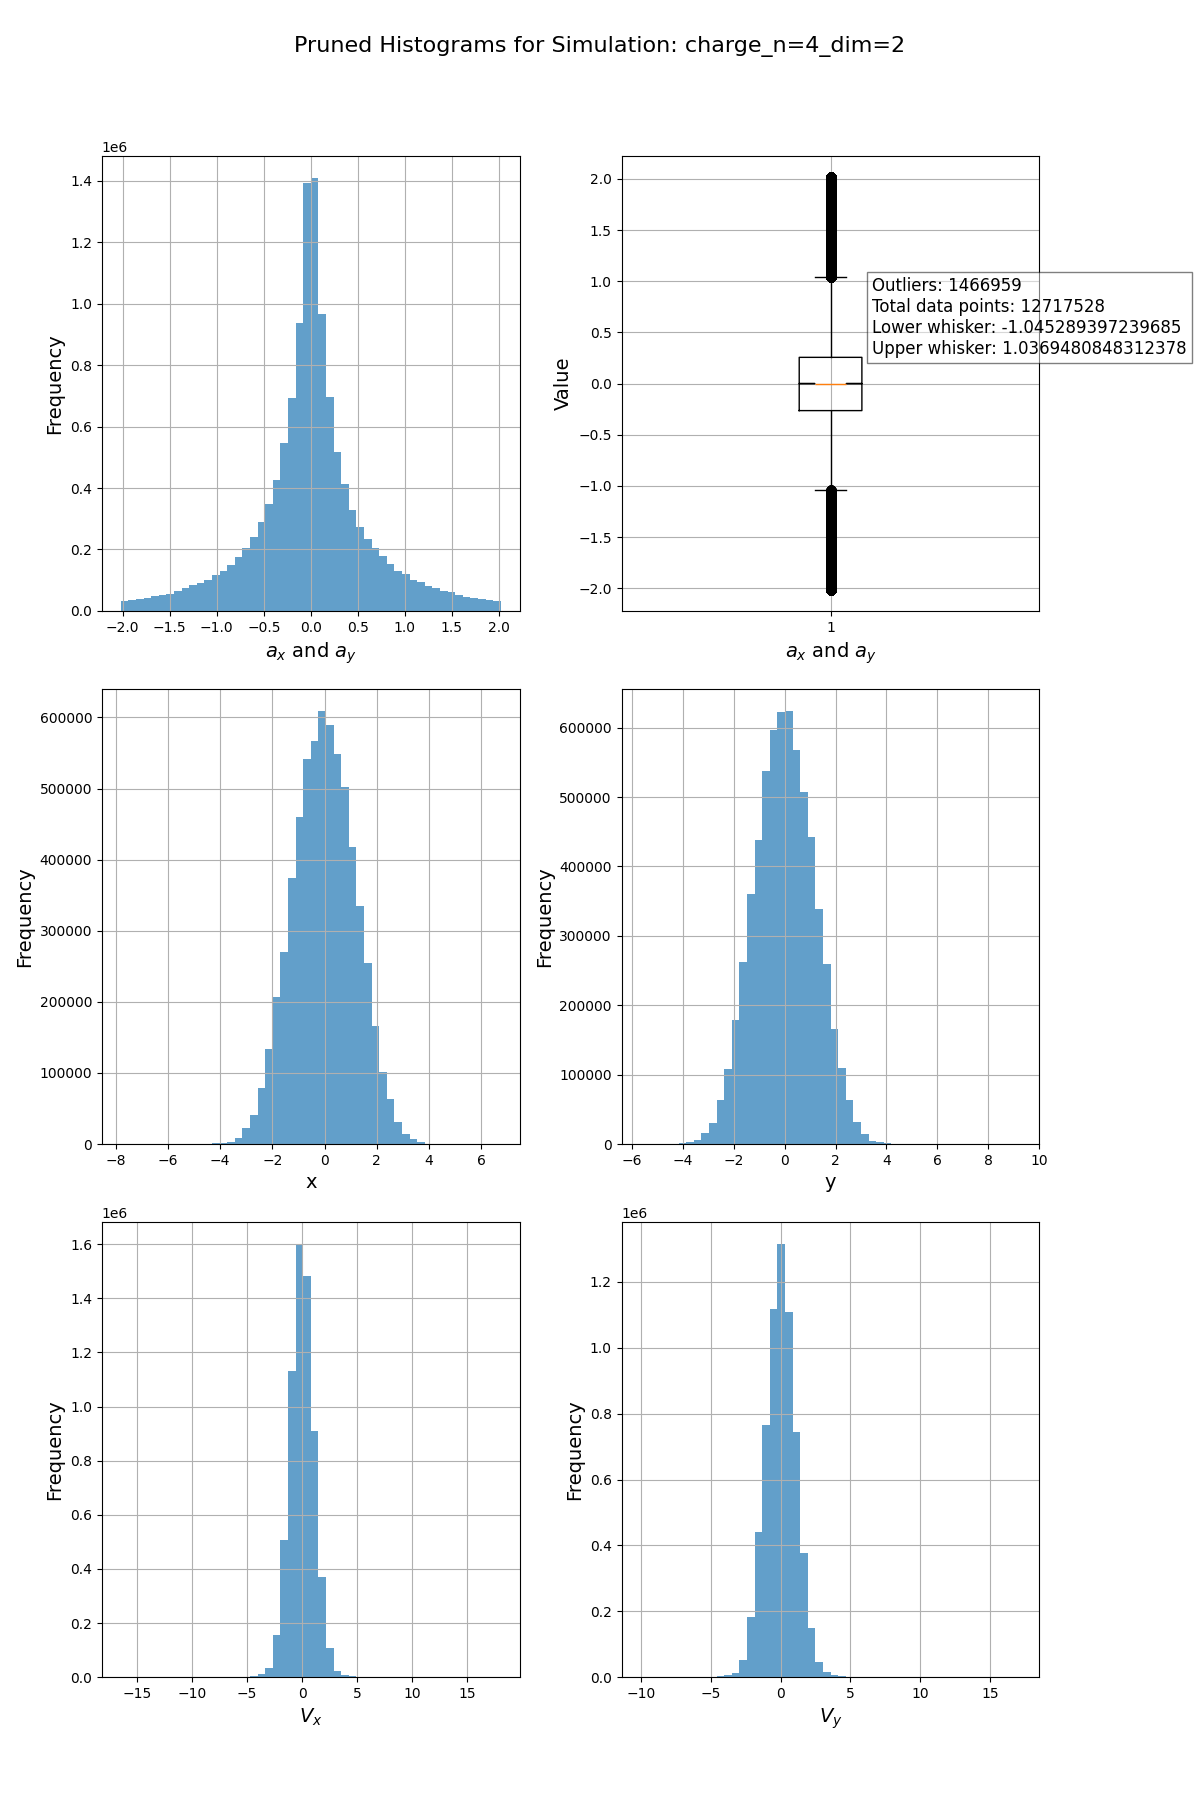 Pruned Histograms for Simulation: charge_n=4_dim=2
1e6
1.4
1.2
1.0
0.8
0.6
0.4
0.2
0.0
Frequency
−2.0 −1.5 −1.0 −0.5 0.0 0.5 1.0 1.5 2.0
a_x and a_y
2.0
1.5
1.0
0.5
0.0
−0.5
−1.0
−1.5
−2.0
Value
Outliers: 1466959
Total data points: 12717528
Lower whisker: -1.045289397239685
Upper whisker: 1.0369480848312378
1
a_x and a_y
600000
500000
400000
300000
200000
100000
0
Frequency
−8 −6 −4 −2 0 2 4 6
x
600000
500000
400000
300000
200000
100000
0
Frequency
−6 −4 −2 0 2 4 6 8 10
y
1e6
1.6
1.4
1.2
1.0
0.8
0.6
0.4
0.2
0.0
Frequency
−15 −10 −5 0 5 10 15
V_x
1e6
1.2
1.0
0.8
0.6
0.4
0.2
0.0
Frequency
−10 −5 0 5 10 15
V_y